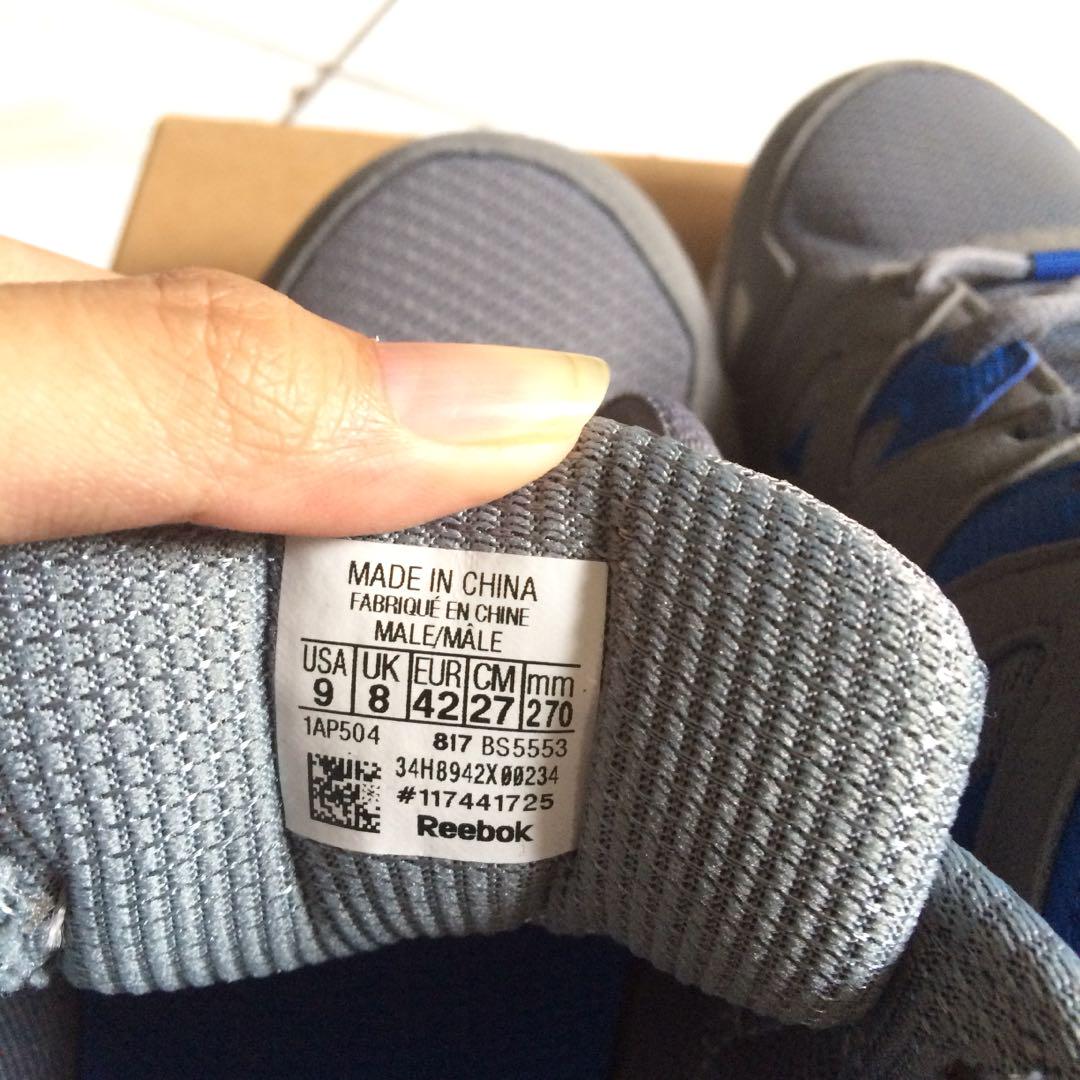 MADE IN CHINA
FABRIQUÉ EN CHINE
MALE/MÂLE
USA UK EUR CM mm
9 8 42 27 270
1AP504 817 BS5553
34H8942X00234
#117441725
Reebok